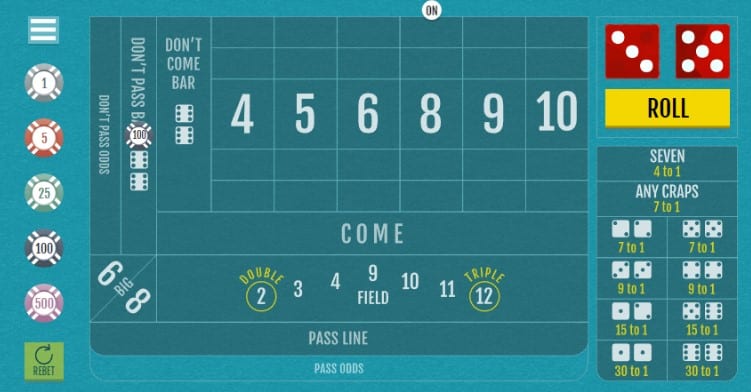 ON
1
5
25
100
500
REBET
DON'T PASS ODDS
DON'T PASS BA
100
DON'T
COME
BAR
4 5 6 8 9 10
COME
6 BIG 8
DOUBLE
2
3
4
9
FIELD
10
11
TRIPLE
12
PASS LINE
PASS ODDS
ROLL
SEVEN
4 to 1
ANY CRAPS
7 to 1
7 to 1 7 to 1
9 to 1 9 to 1
15 to 1 15 to 1
30 to 1 30 to 1